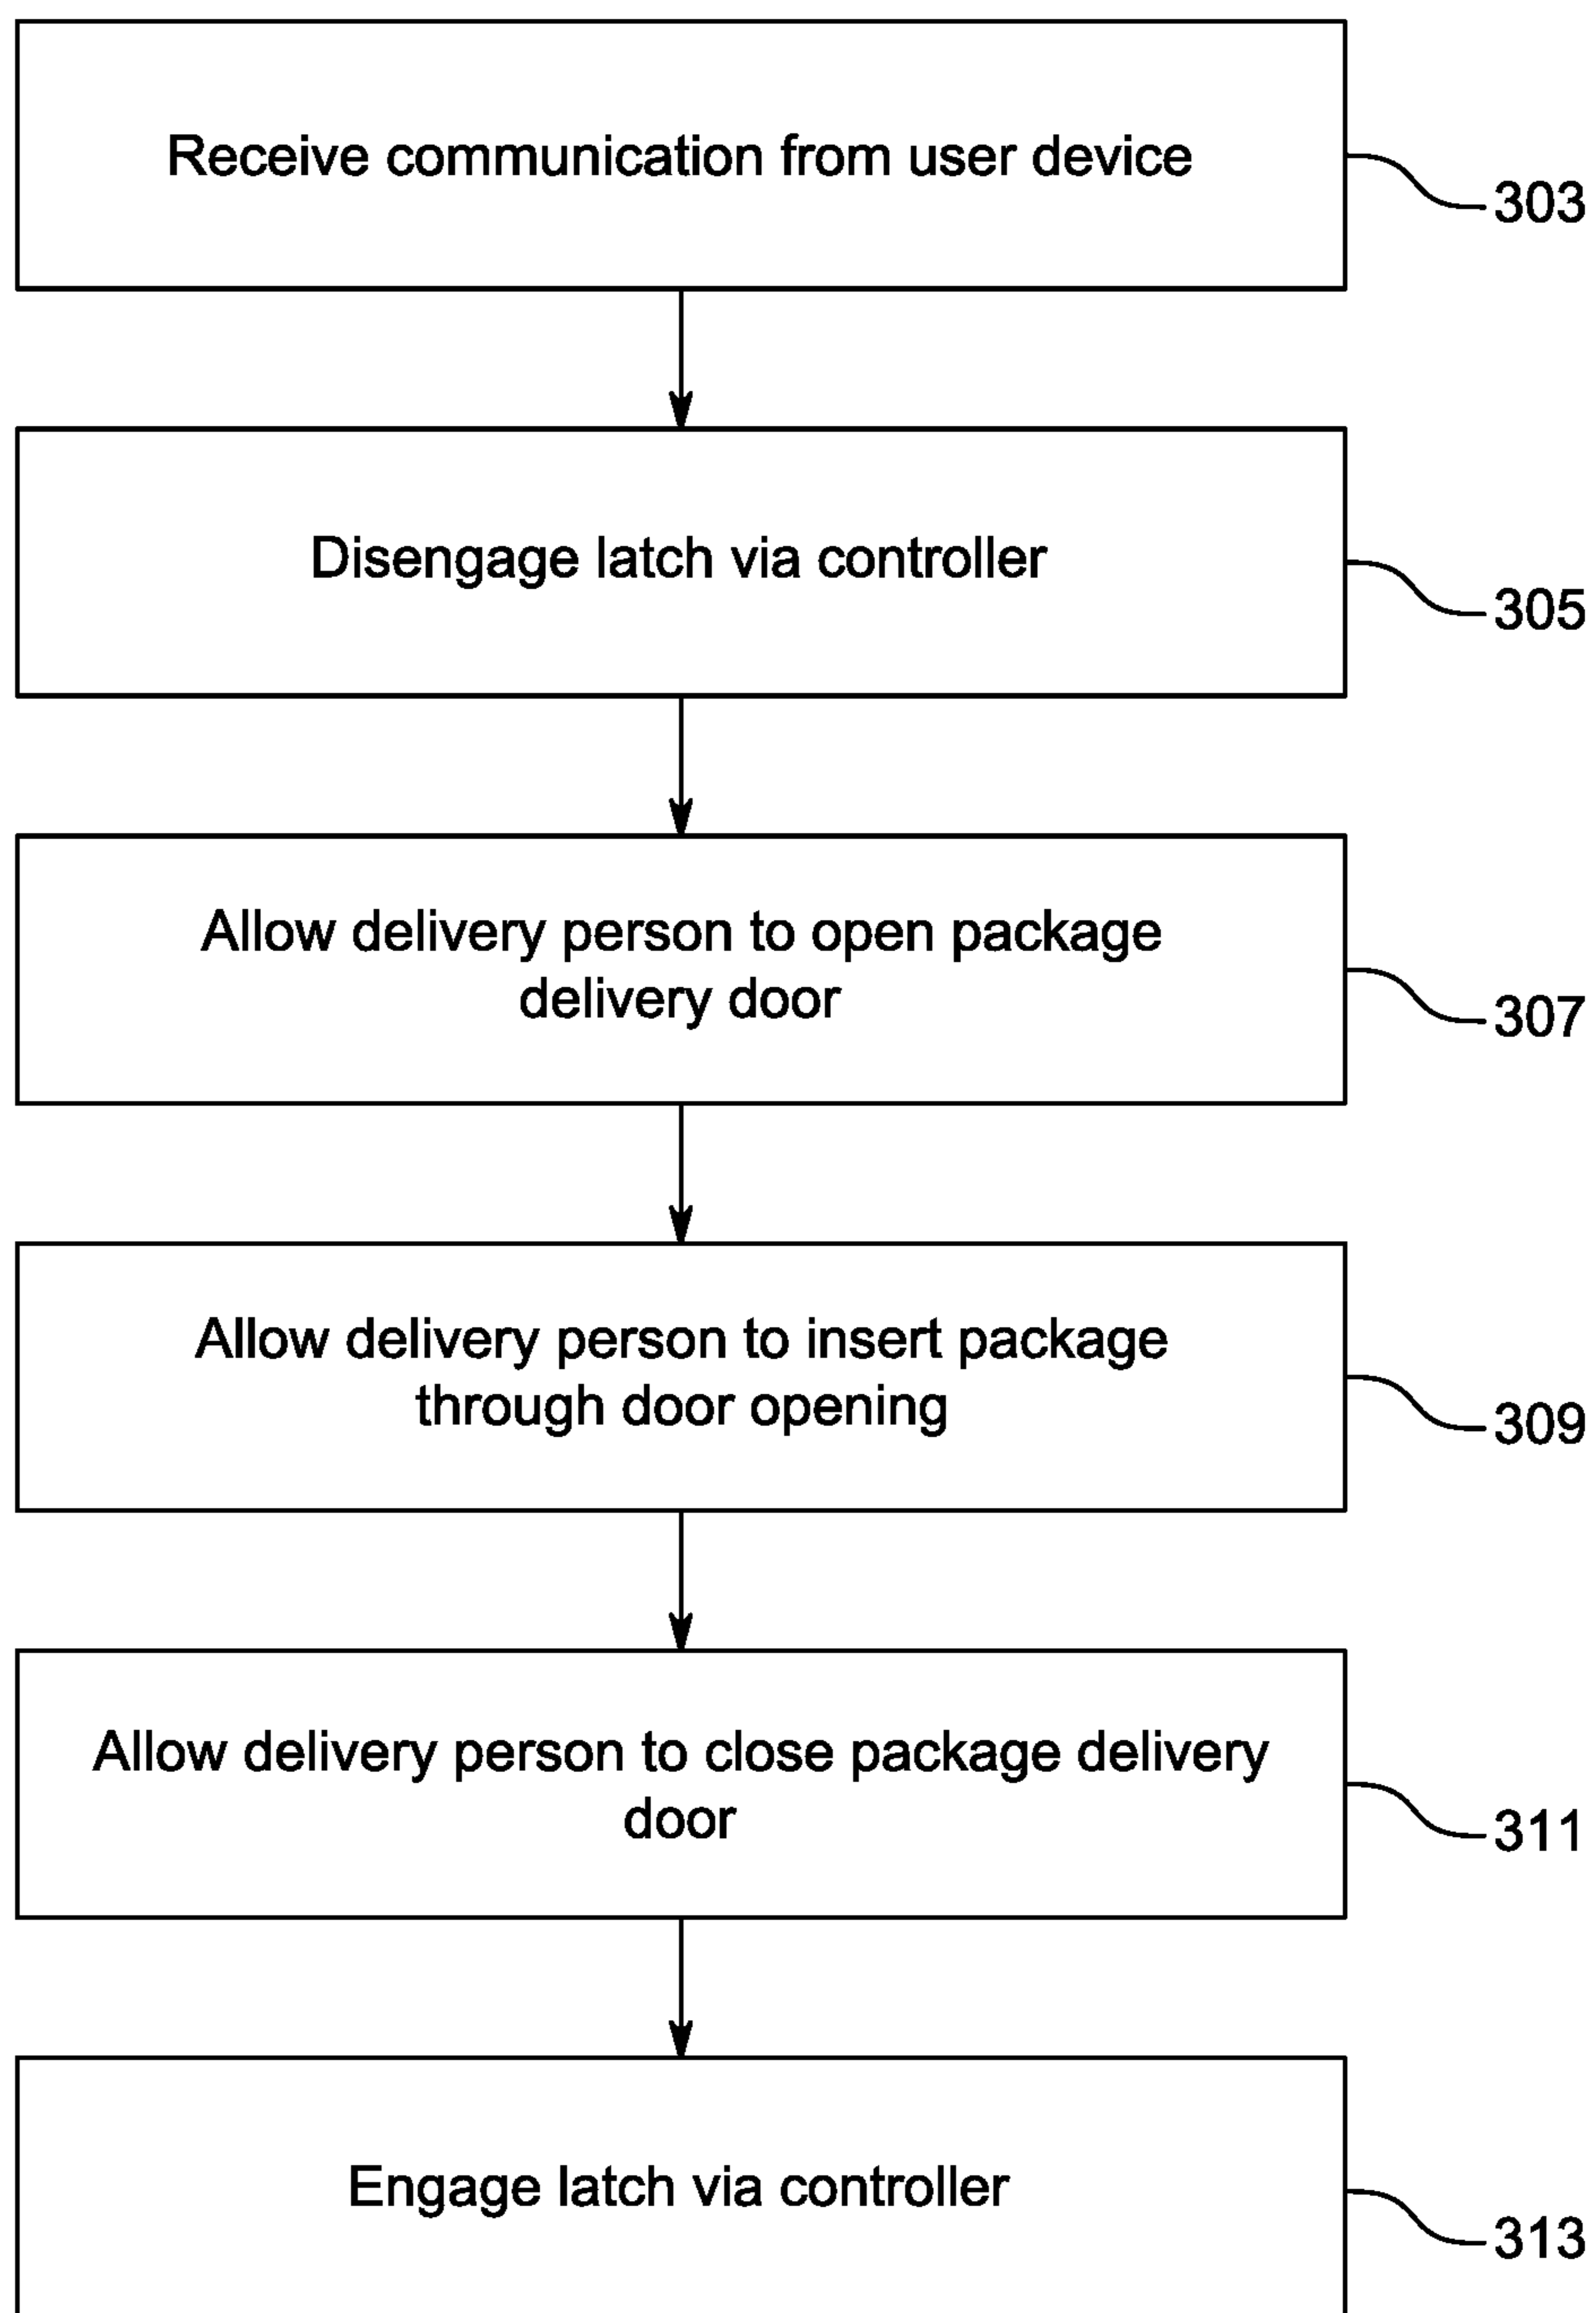 Receive communication from user device
303
Disengage latch via controller
305
Allow delivery person to open package
delivery door
307
Allow delivery person to insert package
through door opening
309
Allow delivery person to close package delivery
door
311
Engage latch via controller
313